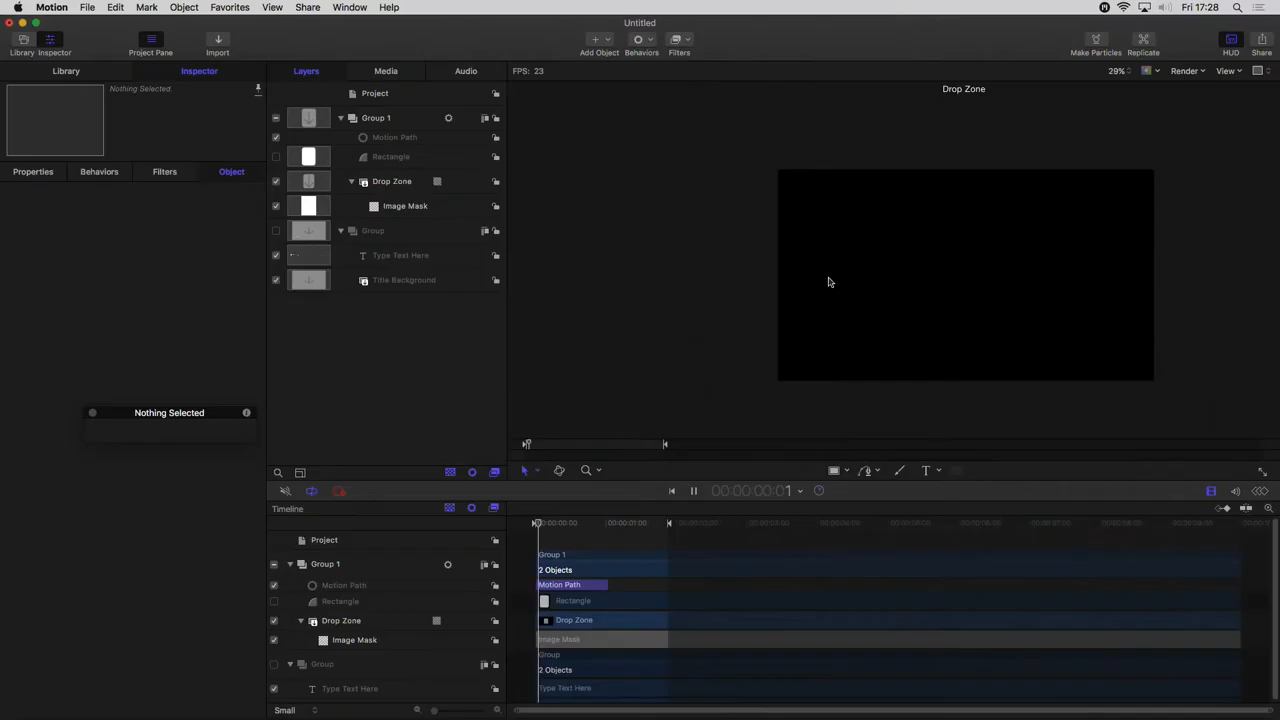 Motion File Edit Mark Object Favorites View Share Window Help Fri 17:28
Untitled
Library Inspector Project Pane Import Add Object Behaviors Filters Make Particles Replicate HUD Share
Library Inspector Layers Media Audio FPS: 23 29% Render View
Nothing Selected.
Drop Zone
Project
Group 1
Motion Path
Rectangle
Properties Behaviors Filters Object
Drop Zone
Image Mask
Group
Type Text Here
Title Background
Nothing Selected
T
00:00:00:01
Timeline
00:00:00:00 00:00:01:00
Project
Group 1
Motion Path
Rectangle
Drop Zone
Image Mask
Group
Type Text Here
Group 1
2 Objects
Motion Path
Rectangle
Drop Zone
Image Mask
Group
2 Objects
Type Text Here
Small